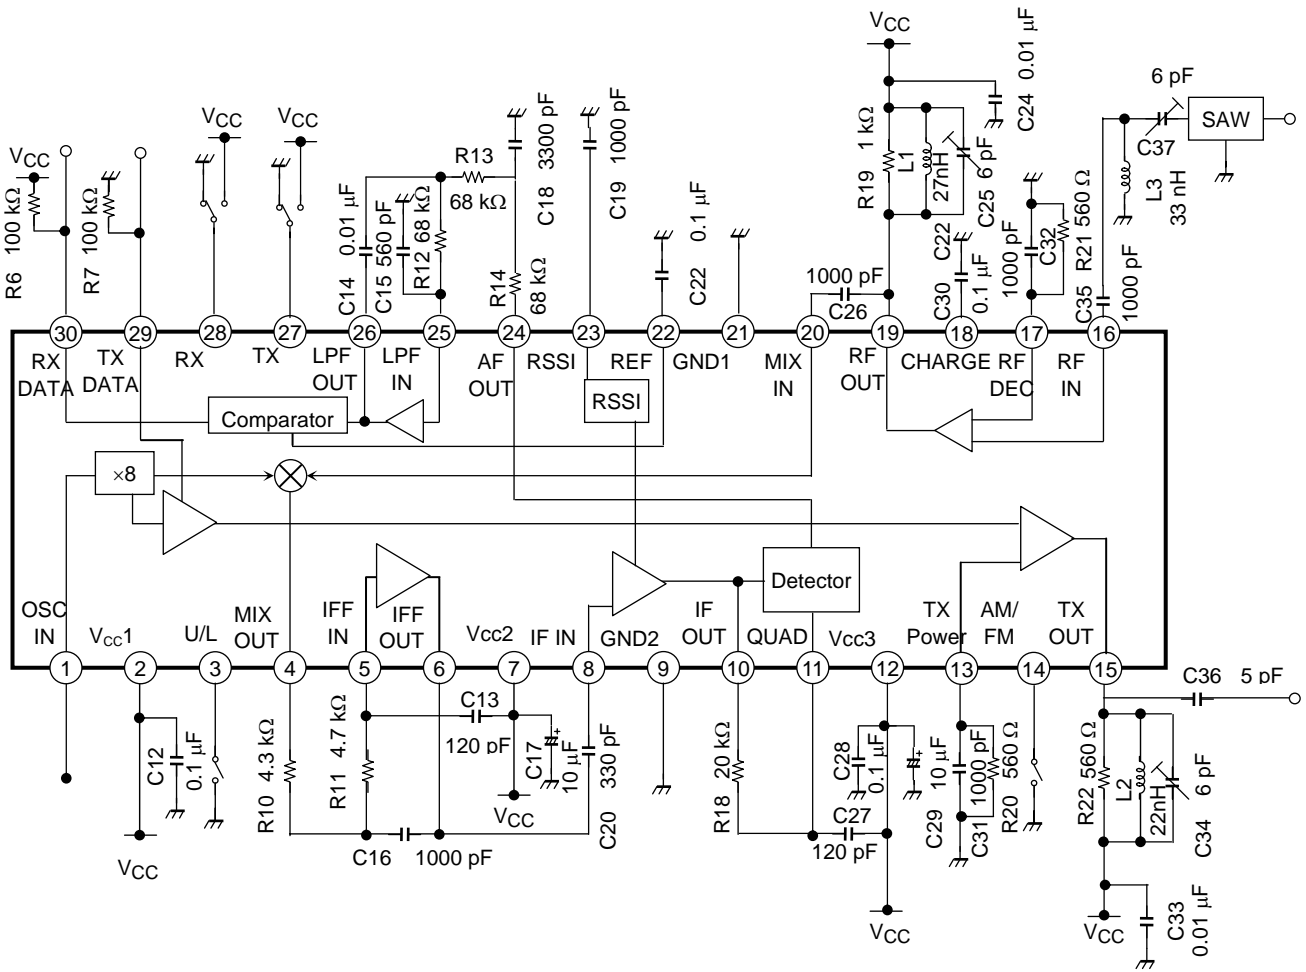 VCC
C24 0.01 μF
6 pF
SAW
C37
L3
33 nH
VCC
VCC
VCC
R6 100 kΩ
R7 100 kΩ
C14 0.01 μF
C15 560 pF
R12 68 kΩ
R13
68 kΩ
C18 3300 pF
R14
68 kΩ
C19 1000 pF
C22 0.1 μF
R19 1 kΩ
L1
27nH
C25 6 pF
1000 pF
C26
C22
C30
0.1 μF
1000 pF
C32
R21 560 Ω
C35
1000 pF
30 29 28 27 26 25 24 23 22 21 20 19 18 17 16
RX
DATA
TX
DATA
RX
TX
LPF
OUT
LPF
IN
AF
OUT
RSSI
REF
GND1
MIX
IN
RF
OUT
CHARGE
RF
DEC
RF
IN
Comparator
RSSI
×8
Detector
OSC
IN
VCC1
U/L
MIX
OUT
IFF
IN
IFF
OUT
Vcc2
IF IN
GND2
IF
OUT
QUAD
Vcc3
TX
Power
AM/
FM
TX
OUT
1 2 3 4 5 6 7 8 9 10 11 12 13 14 15
C12
0.1 μF
VCC
R10 4.3 kΩ
R11 4.7 kΩ
C13
120 pF
C16
1000 pF
C17
10 μF
VCC
C20 330 pF
R18 20 kΩ
C28
0.1 μF
C27
120 pF
VCC
10 μF
C29
C31 1000 pF
R20 560 Ω
C36 5 pF
R22 560 Ω
L2
22nH
6 pF
C34
VCC
C33
0.01 μF